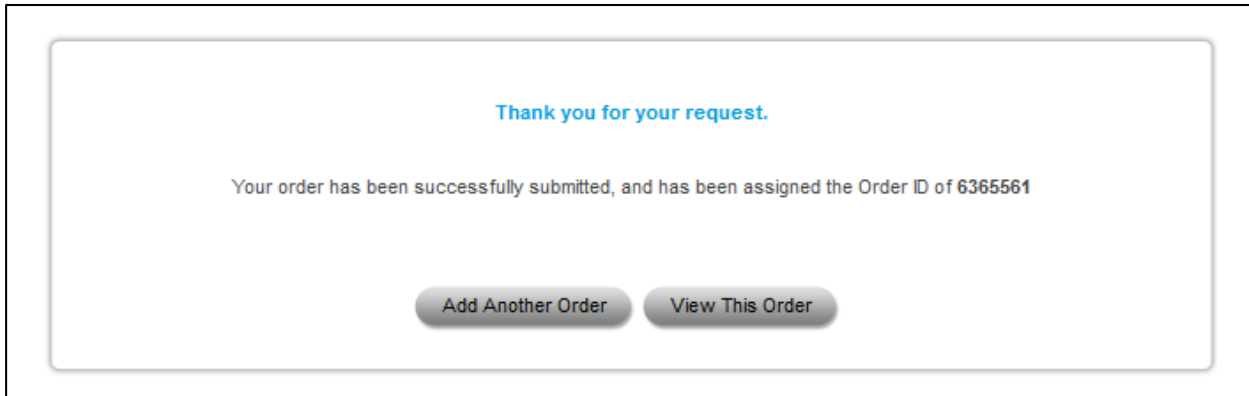 Thank you for your request.
Your order has been successfully submitted, and has been assigned the Order ID of 6365561
Add Another Order View This Order